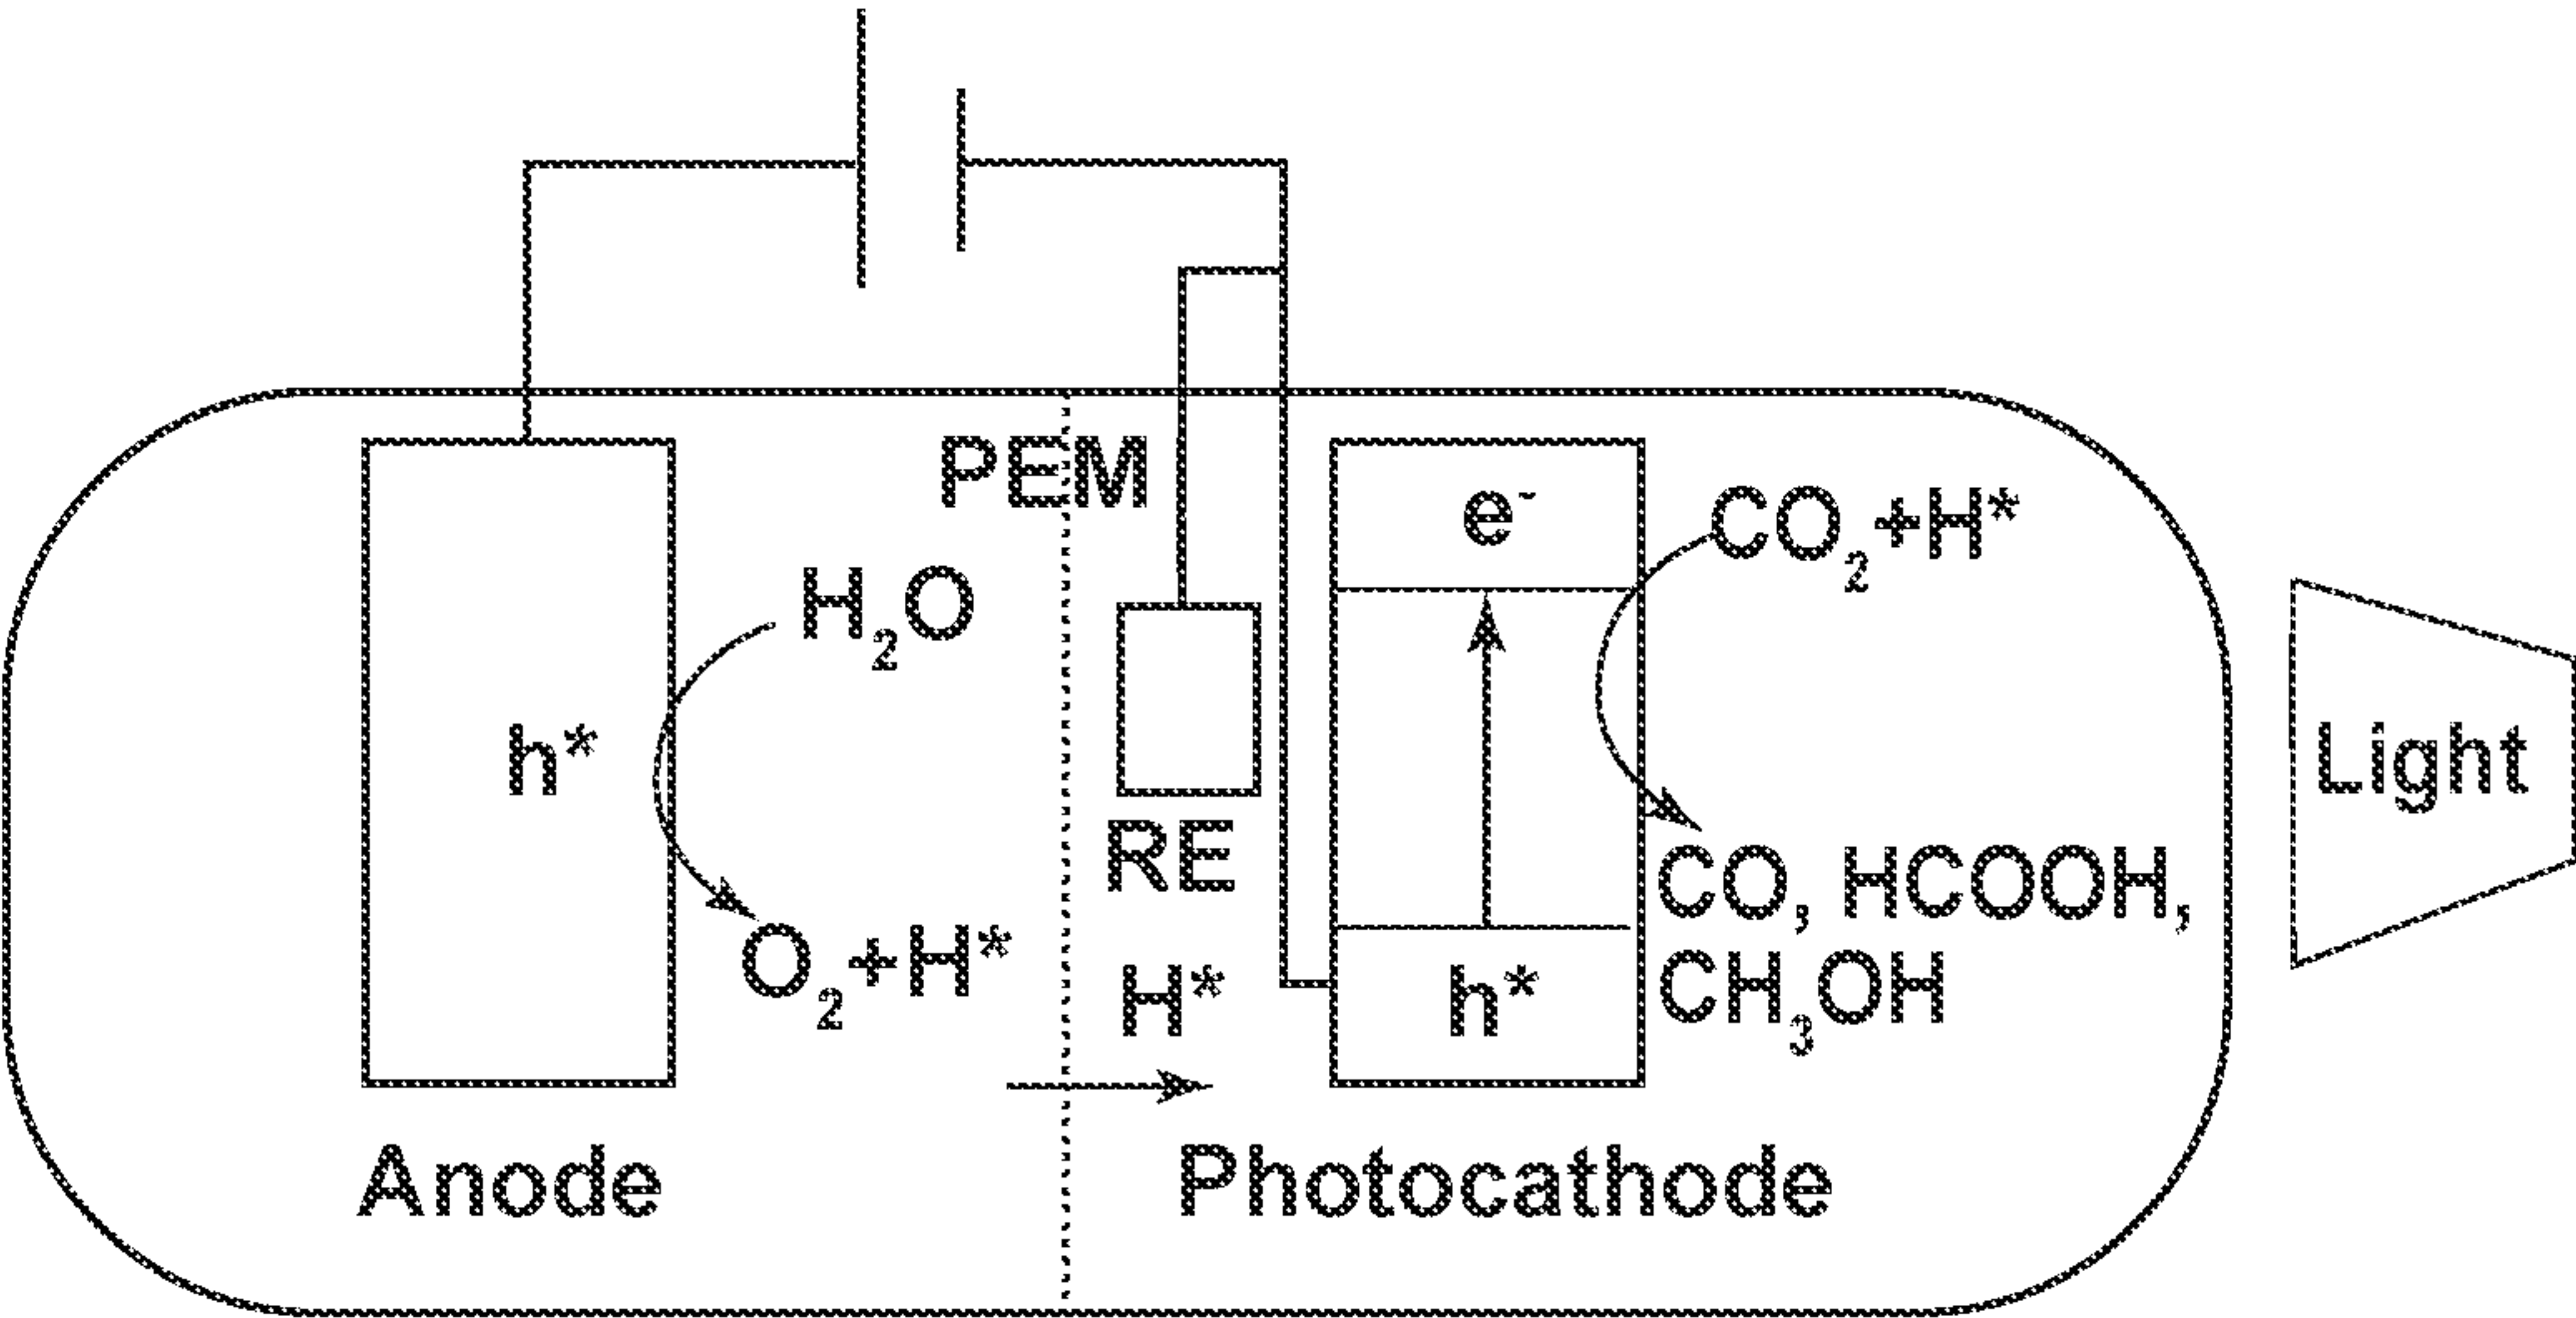 PEM
e-
CO2+H*
H2O
Light
h*
RE
CO, HCOOH,
O2+H*
H*
h*
CH3OH
Anode
Photocathode